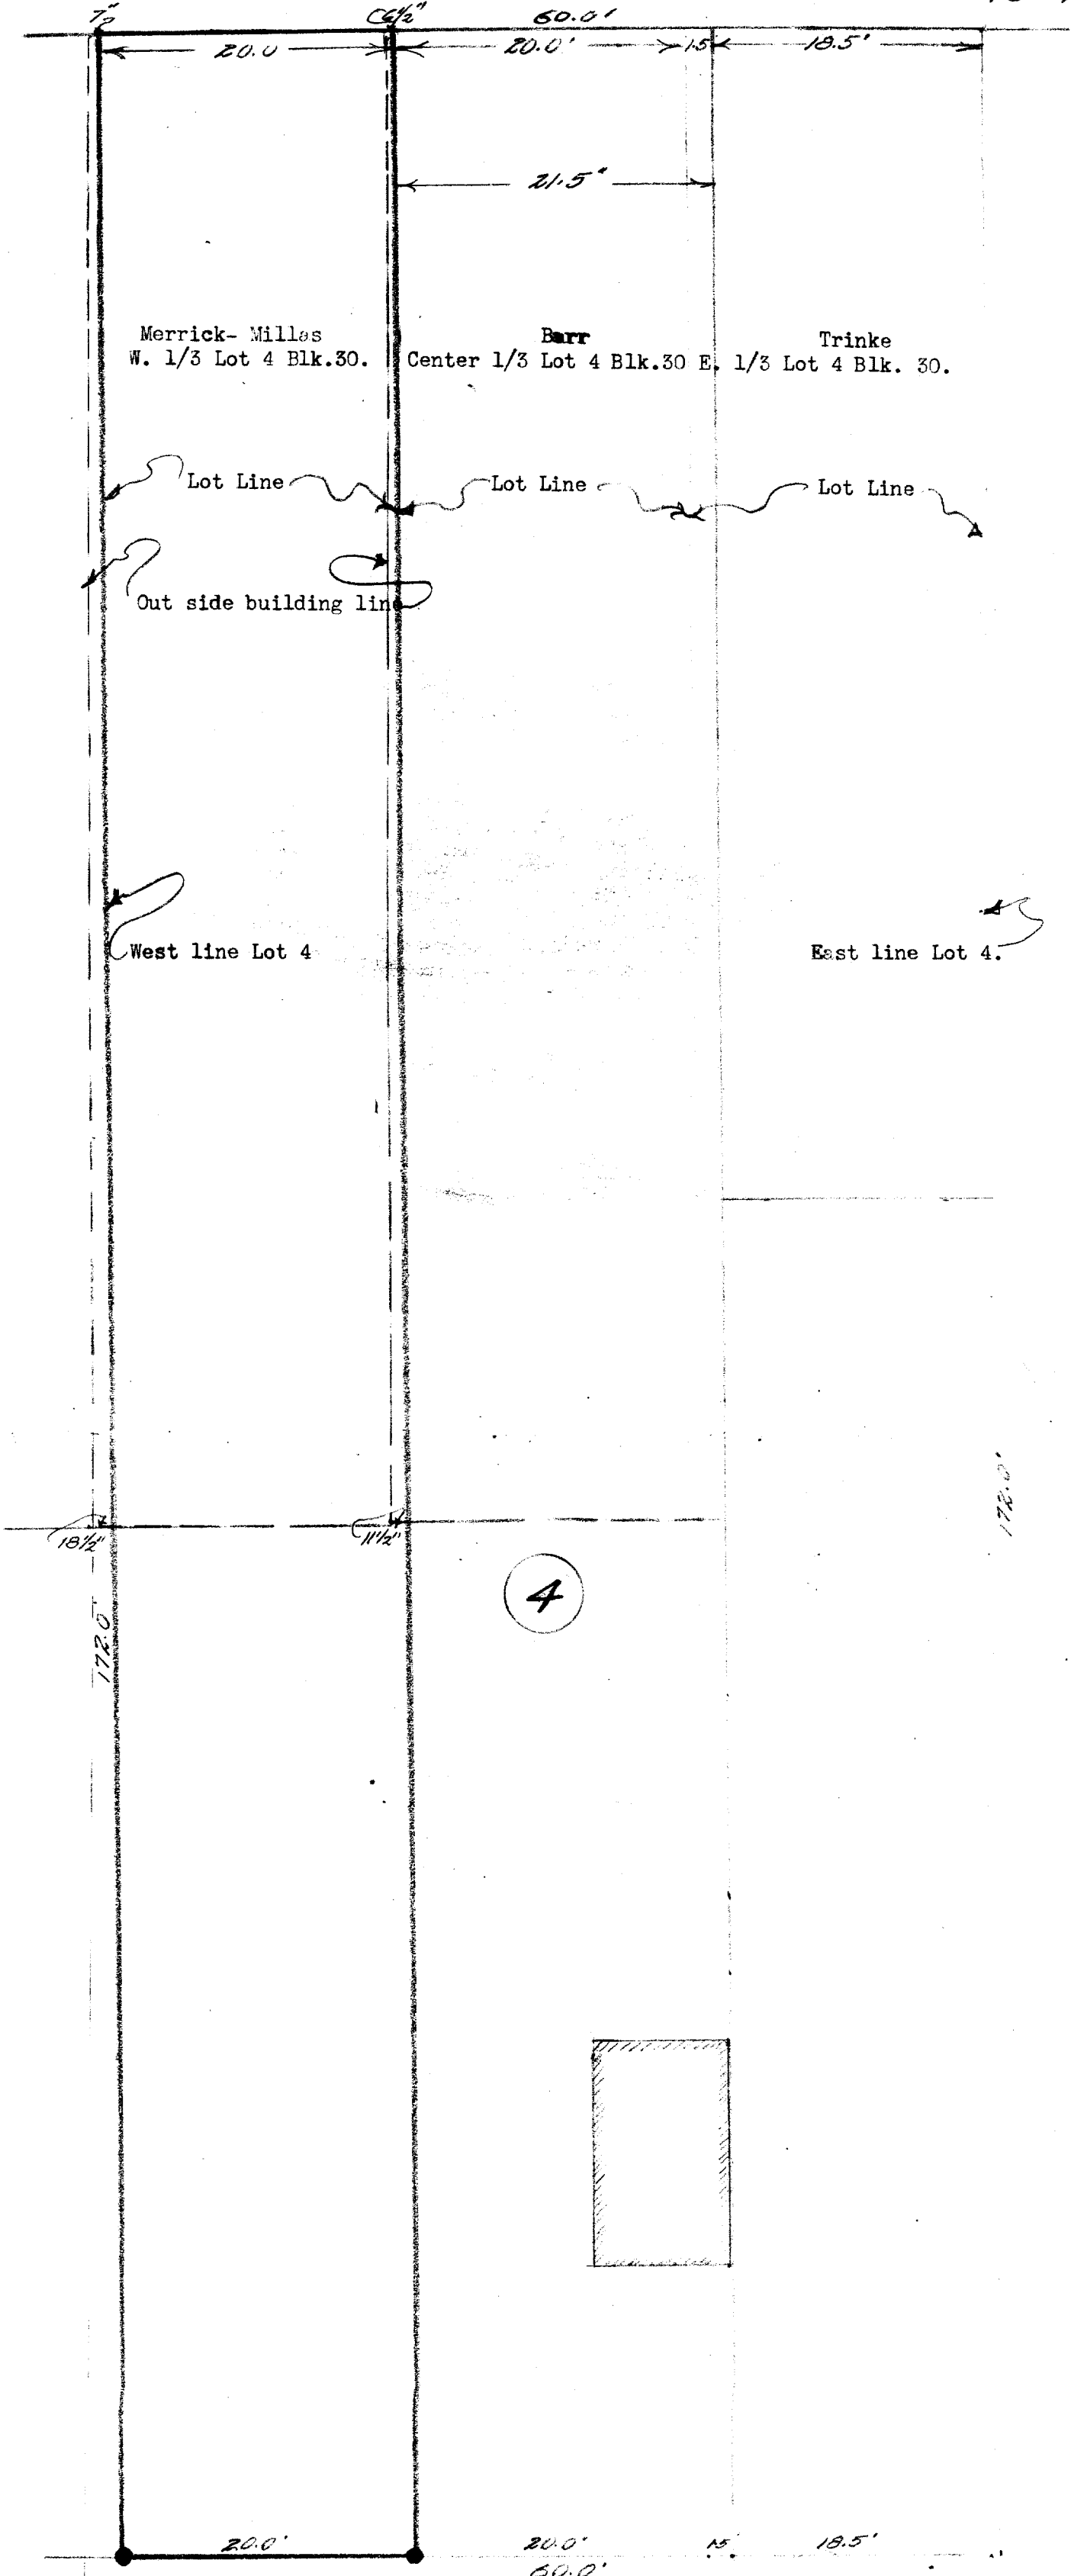 7" C6½" 60.0'
20.0 20.0' 1.5 18.5'
21.5"
Merrick- Millas Barr Trinke
W. 1/3 Lot 4 Blk.30. Center 1/3 Lot 4 Blk.30 E. 1/3 Lot 4 Blk. 30.
Lot Line Lot Line Lot Line
Out side building line
West line Lot 4 East line Lot 4.
172.0'
18½" 11½"
4
172.0
20.0' 20.0' 1.5 18.5'
60.0'